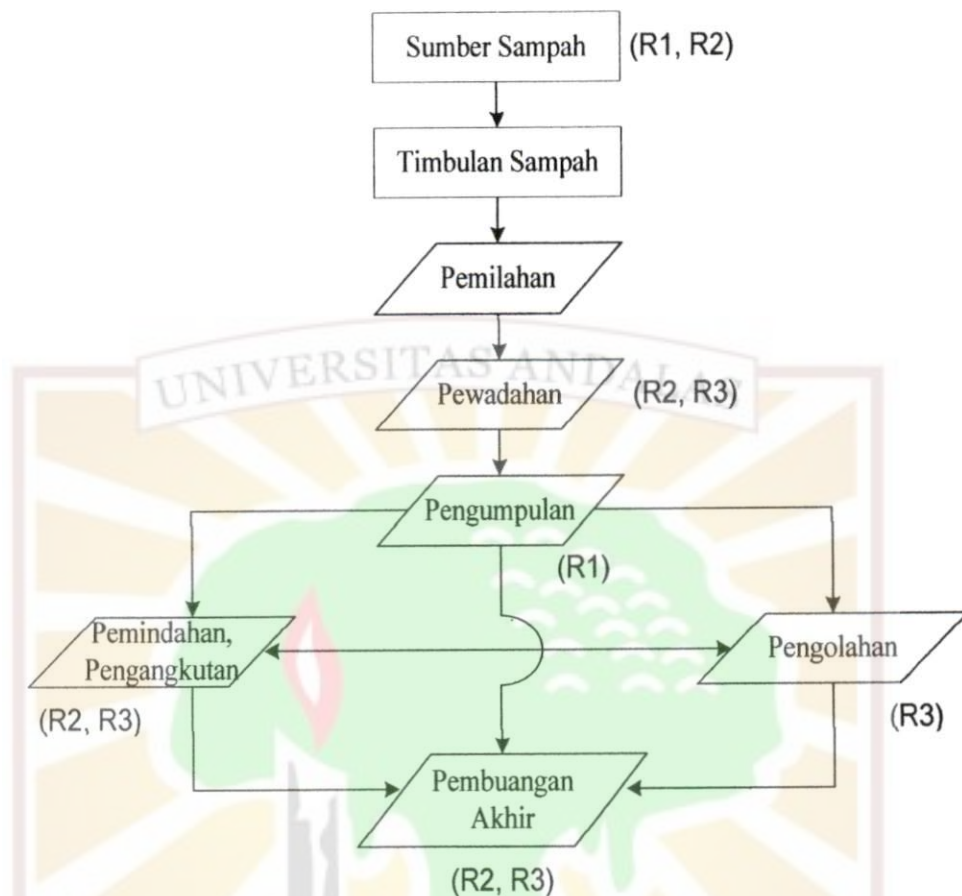 Sumber Sampah (R1, R2)
Timbulan Sampah
Pemilahan
UNIVERSITAS ANDALAS
Pewadahan (R2, R3)
Pengumpulan
(R1)
Pemindahan,
Pengangkutan
(R2, R3)
Pengolahan
(R3)
Pembuangan
Akhir
(R2, R3)